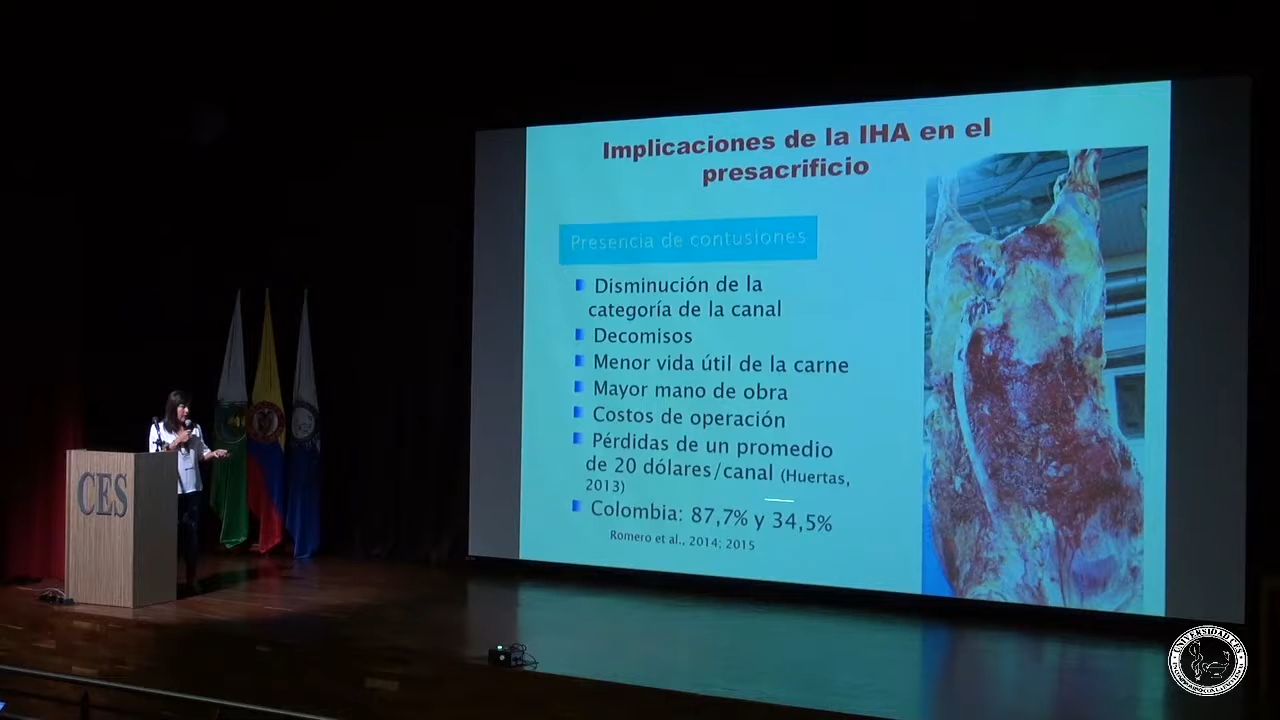 Implicaciones de la IHA en el
presacrificio
Presencia de contusiones
Disminución de la
categoría de la canal
Decomisos
Menor vida útil de la carne
Mayor mano de obra
Costos de operación
Pérdidas de un promedio
de 20 dólares/canal (Huertas,
2013)
Colombia: 87,7% y 34,5%
Romero et al., 2014; 2015
CES
UNIVERSIDAD CES